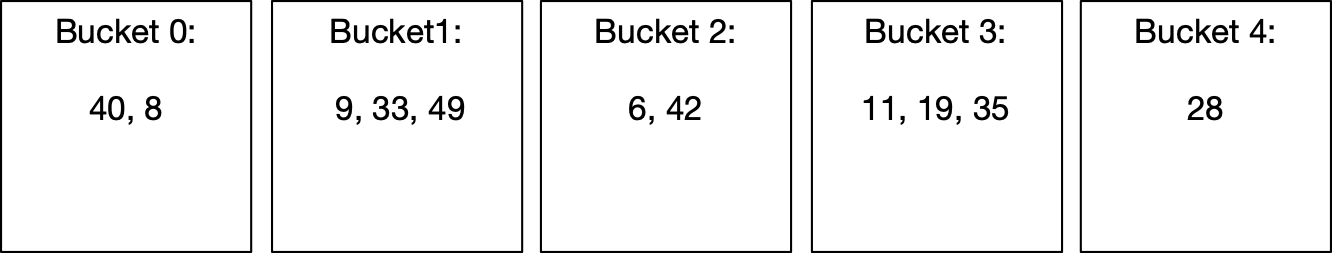 Bucket 0:
40, 8
Bucket1:
9, 33, 49
Bucket 2:
6, 42
Bucket 3:
11, 19, 35
Bucket 4:
28